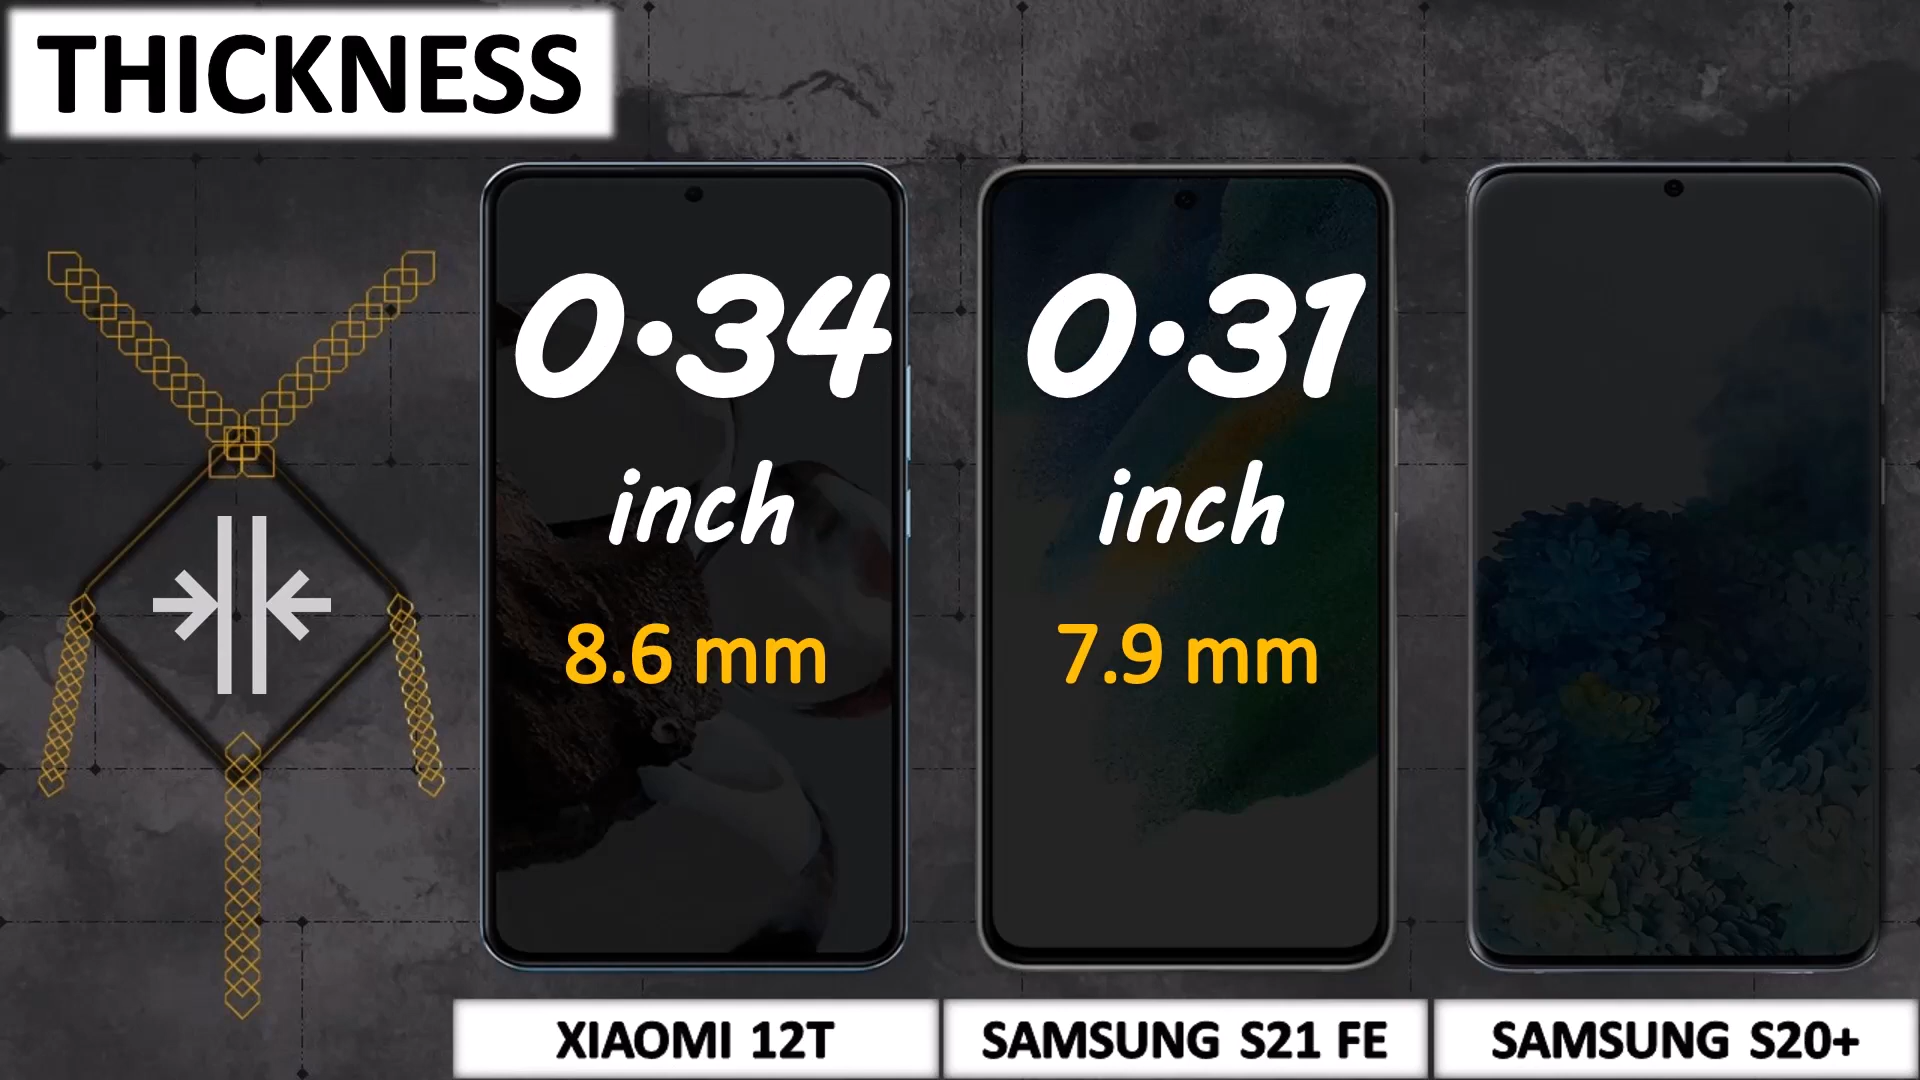 THICKNESS
0.34
inch
8.6 mm
0.31
inch
7.9 mm
XIAOMI 12T
SAMSUNG S21 FE
SAMSUNG S20+